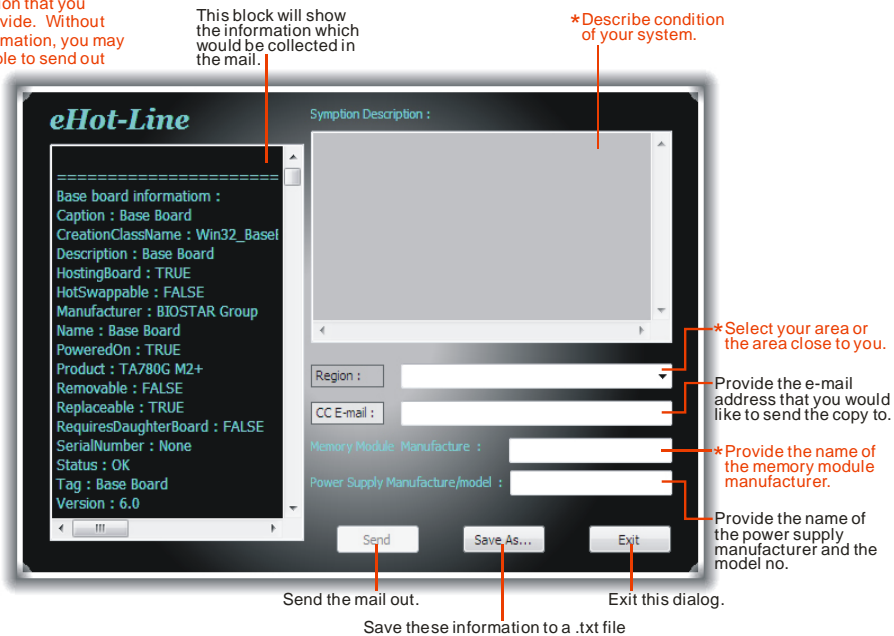 ion that you
vide. Without
rmation, you may
ble to send out
This block will show
the information which
would be collected in
the mail.
*Describe condition
of your system.
eHot-Line
Symption Description :
=======================
Base board informatiom :
Caption : Base Board
CreationClassName : Win32_BaseB
Description : Base Board
HostingBoard : TRUE
HotSwappable : FALSE
Manufacturer : BIOSTAR Group
Name : Base Board
PoweredOn : TRUE
Product : TA780G M2+
Removable : FALSE
Replaceable : TRUE
RequiresDaughterBoard : FALSE
SerialNumber : None
Status : OK
Tag : Base Board
Version : 6.0
Region :
CC E-mail :
Memory Module Manufacture :
Power Supply Manufacture/model :
Send
Save As...
Exit
*Select your area or
the area close to you.
Provide the e-mail
address that you would
like to send the copy to.
*Provide the name of
the memory module
manufacturer.
Provide the name of
the power supply
manufacturer and the
model no.
Send the mail out.
Exit this dialog.
Save these information to a .txt file